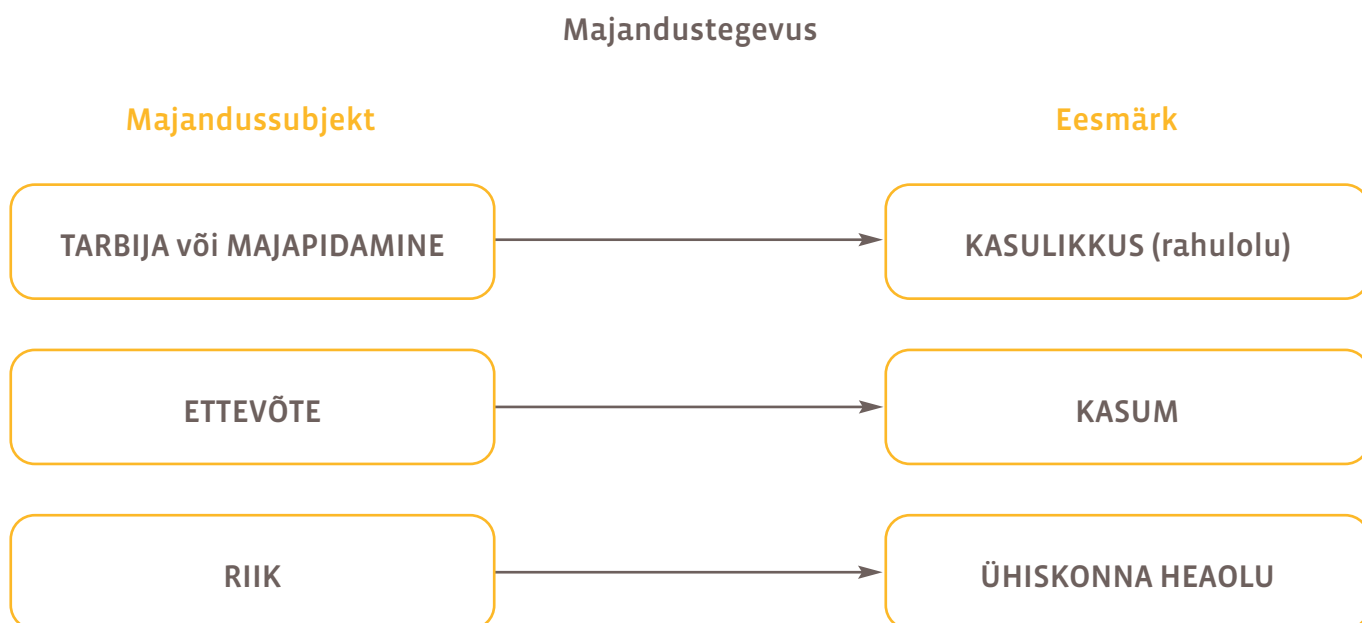 Majandustegevus
Majandussubjekt
Eesmärk
TARBIJA või MAJAPIDAMINE
KASULIKKUS (rahulolu)
ETTEVÕTE
KASUM
RIIK
ÜHISKONNA HEAOLU